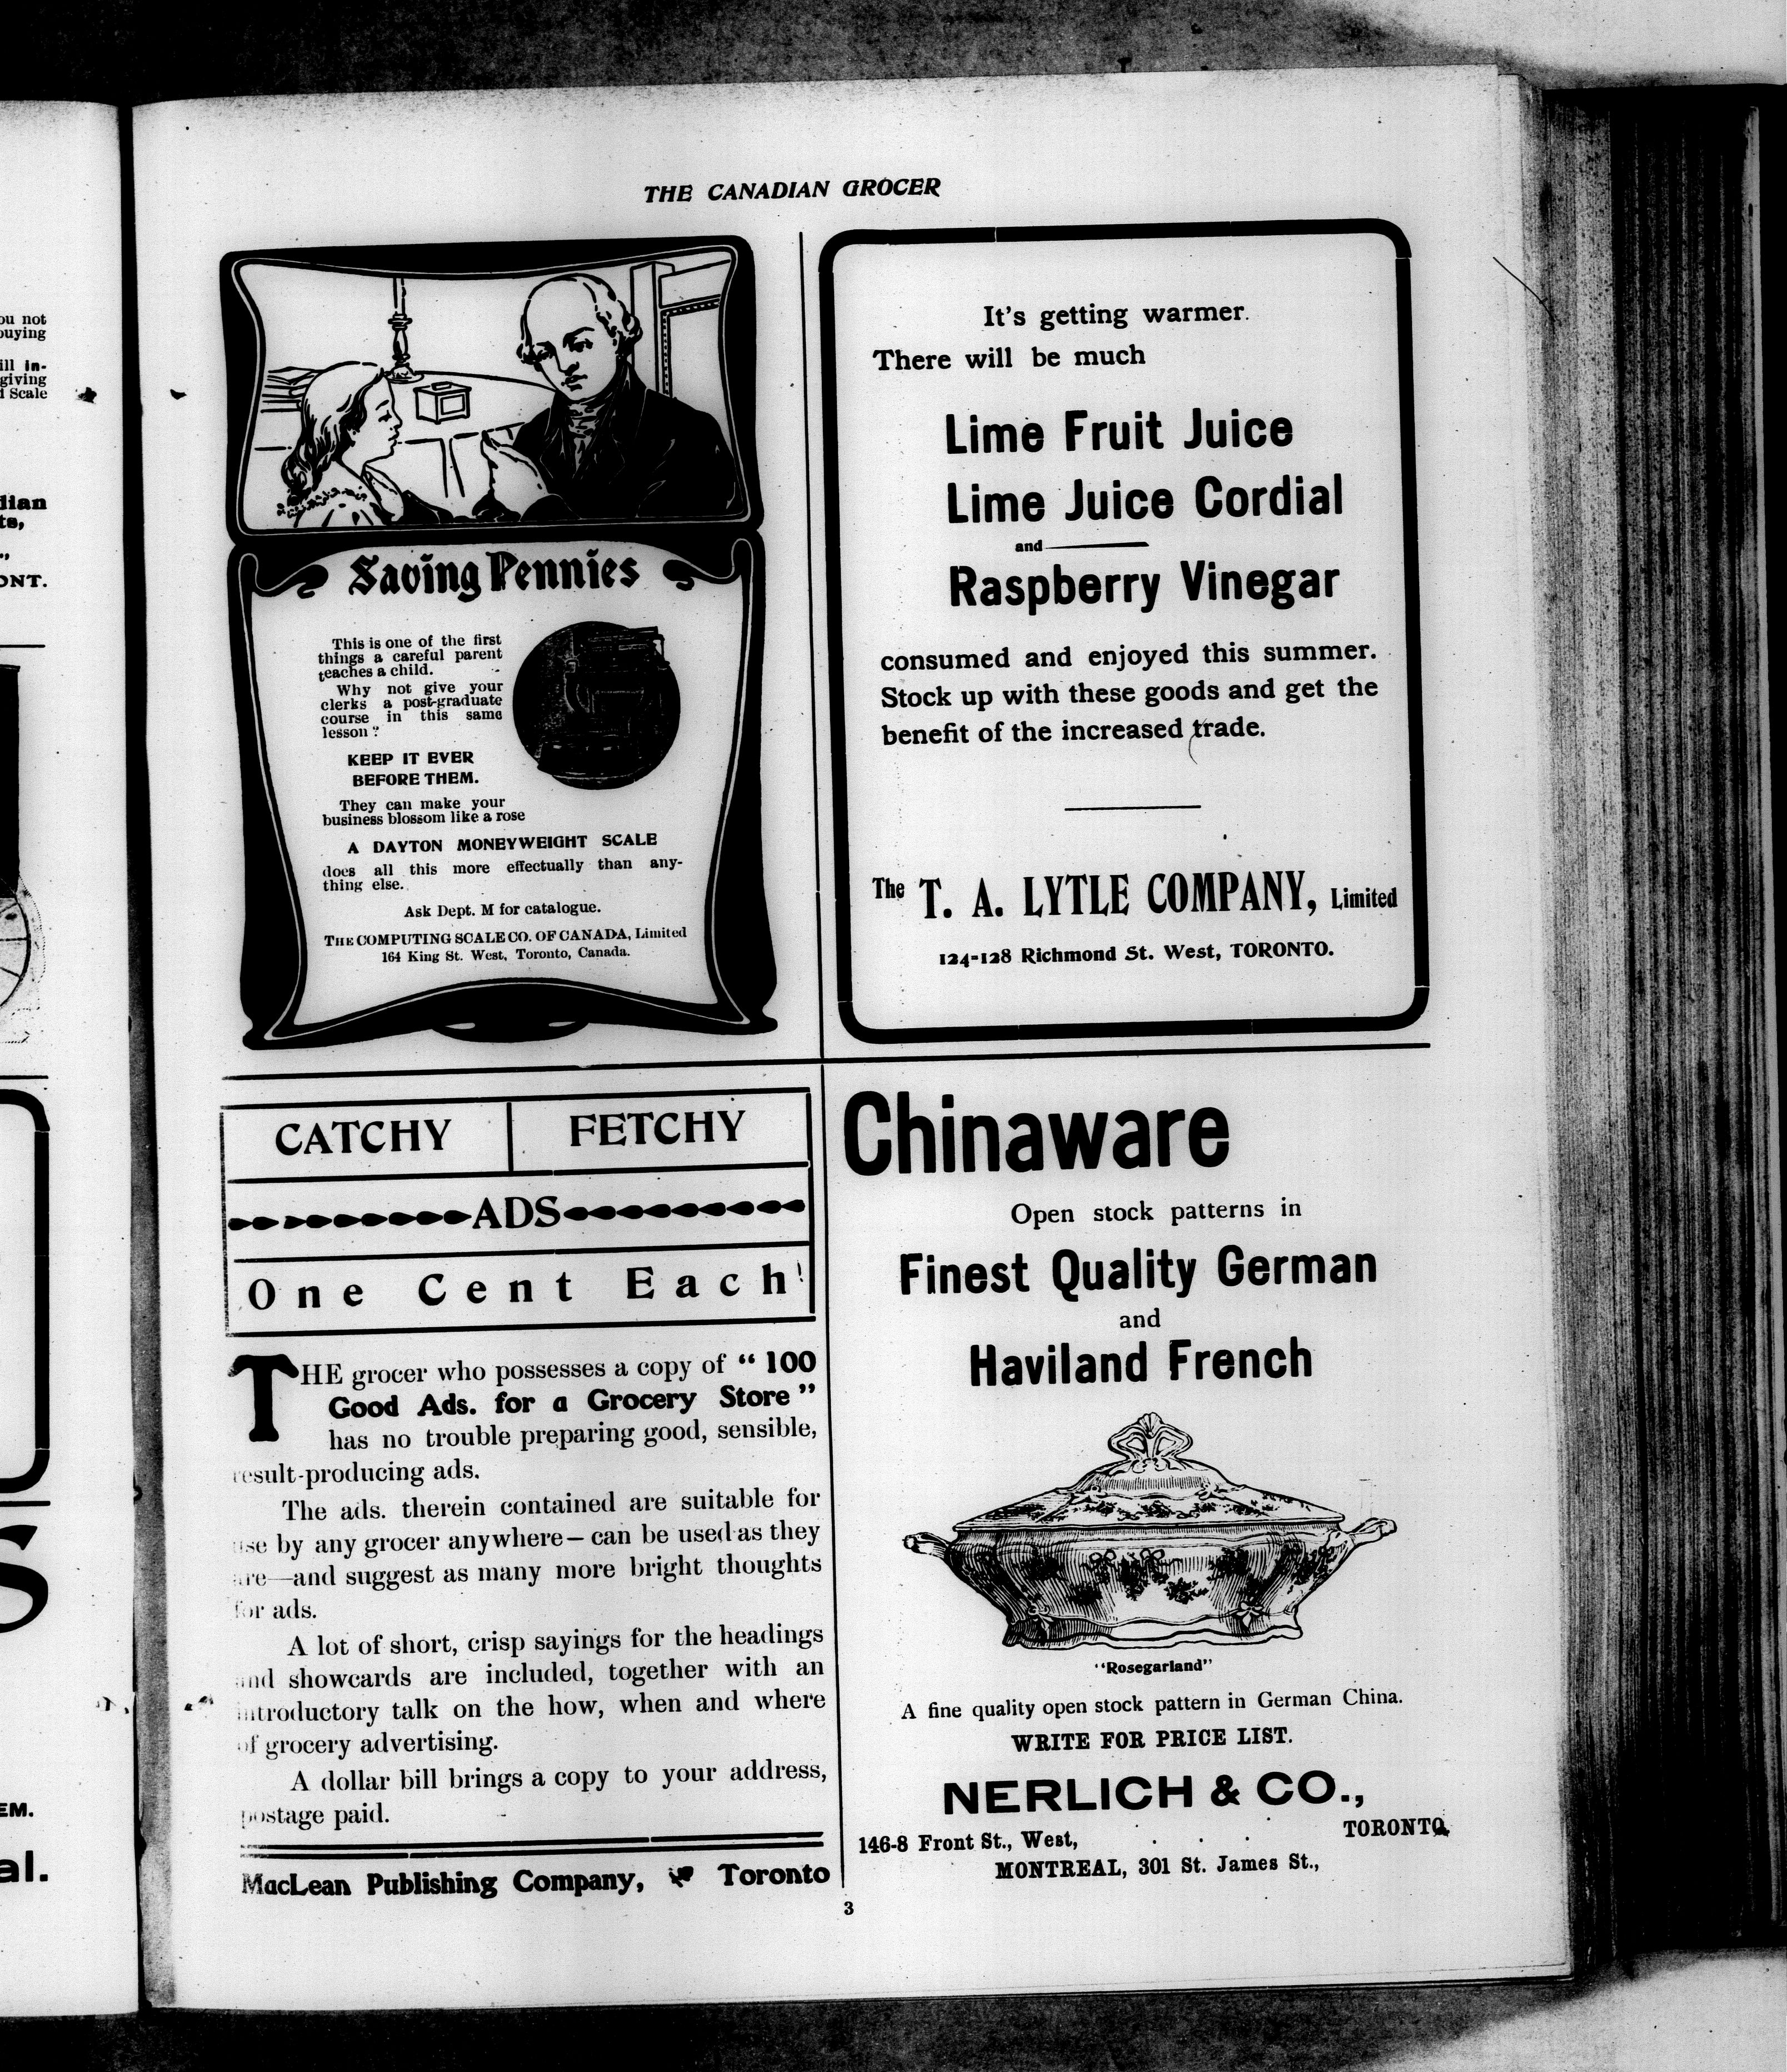 THE CANADIAN GROCER
Saving Pennies
This is one of the first
things a careful parent
teaches a child.
Why not give your
clerks a post-graduate
course in this same
lesson?
KEEP IT EVER
BEFORE THEM.
They can make your
business blossom like a rose
A DAYTON MONEYWEIGHT SCALE
does all this more effectually than any-
thing else.
Ask Dept. M for catalogue.
THE COMPUTING SCALE CO. OF CANADA, Limited
164 King St. West, Toronto, Canada.
It's getting warmer.
There will be much
Lime Fruit Juice
Lime Juice Cordial
and
Raspberry Vinegar
consumed and enjoyed this summer.
Stock up with these goods and get the
benefit of the increased trade.
The T. A. LYTLE COMPANY, Limited
124-128 Richmond St. West, TORONTO.
CATCHY FETCHY
ADS
One Cent Each!
THE grocer who possesses a copy of "100
Good Ads. for a Grocery Store"
has no trouble preparing good, sensible,
result-producing ads.
The ads. therein contained are suitable for
use by any grocer anywhere—can be used as they
are—and suggest as many more bright thoughts
for ads.
A lot of short, crisp sayings for the headings
and showcards are included, together with an
introductory talk on the how, when and where
of grocery advertising.
A dollar bill brings a copy to your address,
postage paid.
MacLean Publishing Company, Toronto
Chinaware
Open stock patterns in
Finest Quality German
and
Haviland French
"Rosegarland"
A fine quality open stock pattern in German China.
WRITE FOR PRICE LIST.
NERLICH & CO.,
146-8 Front St., West, . . . TORONTO
MONTREAL, 301 St. James St.,
3
ou not
buying
ill in-
giving
d Scale
dian
ts,
ONT.
S
EM.
al.